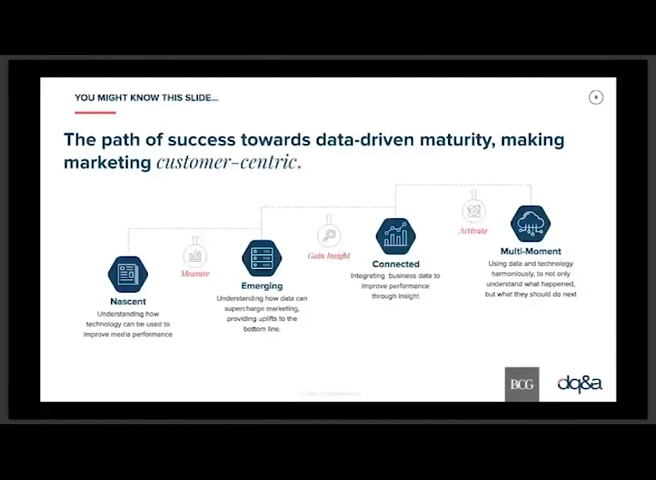 YOU MIGHT KNOW THIS SLIDE...
The path of success towards data-driven maturity, making
marketing customer-centric.
Measure
Gain Insight
Activate
Nascent
Understanding how
technology can be used to
improve media performance
Emerging
Understanding how data can
supercharge marketing,
providing uplifts to the
bottom line.
Connected
Integrating business data to
improve performance
through insight
Multi-Moment
Using data and technology
harmoniously, to not only
understand what happened,
but what they should do next
BCG
dq&a